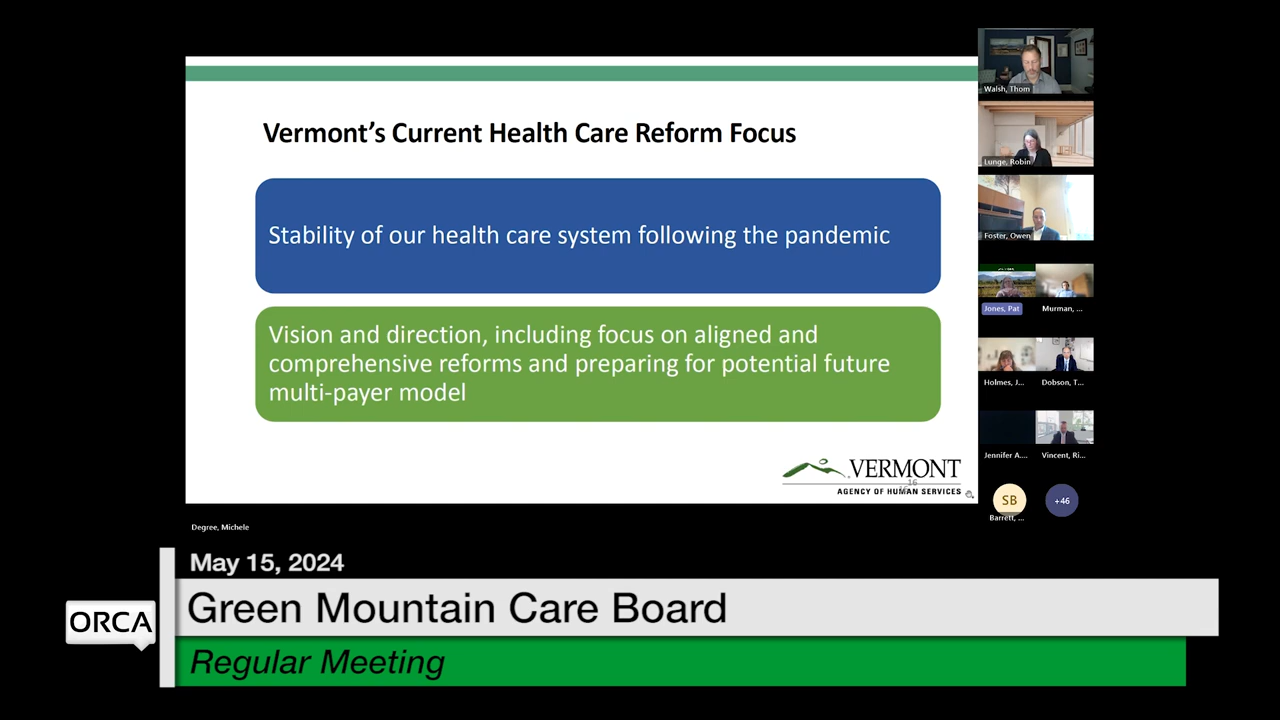 Vermont's Current Health Care Reform Focus
Stability of our health care system following the pandemic
Vision and direction, including focus on aligned and
comprehensive reforms and preparing for potential future
multi-payer model
VERMONT
AGENCY OF HUMAN SERVICES
16
Walsh, Thom
Lunge, Robin
Foster, Owen
Jones, Pat
Murman, ...
Holmes, J...
Dobson, T...
Jennifer A....
Vincent, Ri...
SB
+46
Barrett, ...
Degree, Michele
May 15, 2024
ORCA
Green Mountain Care Board
Regular Meeting